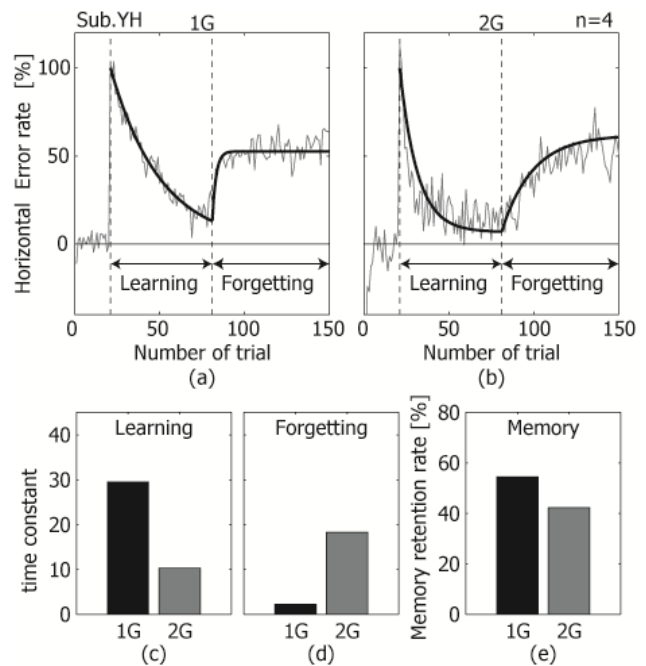 Sub.YH 1G 2G n=4
Horizontal Error rate [%]
100
50
0
Learning Forgetting
Learning Forgetting
0 50 100 150
0 50 100 150
Number of trial
Number of trial
(a)
(b)
time constant
40
30
20
10
0
Learning
1G 2G
(c)
Forgetting
1G 2G
(d)
Memory retention rate [%]
80
60
40
20
0
Memory
1G 2G
(e)